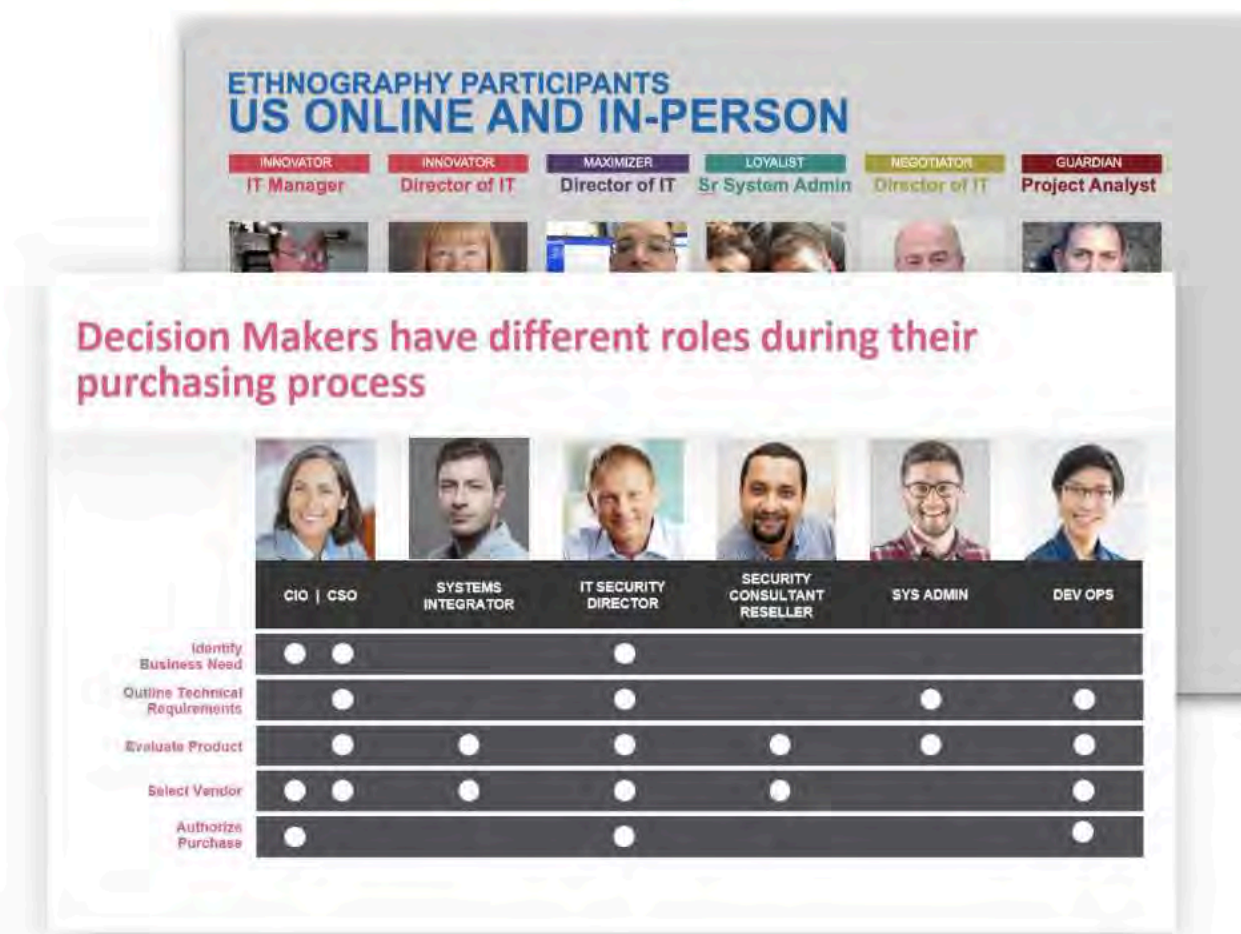 ETHNOGRAPHY PARTICIPANTS
US ONLINE AND IN-PERSON
INNOVATOR INNOVATOR MAXIMIZER LOYALIST NEGOTIATOR GUARDIAN
IT Manager Director of IT Director of IT Sr System Admin Director of IT Project Analyst
Decision Makers have different roles during their
purchasing process
CIO | CSO
SYSTEMS
INTEGRATOR
IT SECURITY
DIRECTOR
SECURITY
CONSULTANT
RESELLER
SYS ADMIN
DEV OPS
Identify
Business Need
Outline Technical
Requirements
Evaluate Product
Select Vendor
Authorize
Purchase